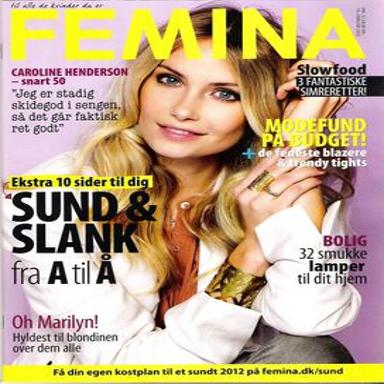 til alle de kvinder du er
FEMINA
CAROLINE HENDERSON
– snart 50
"Jeg er stadig
skidegod i sengen,
så det går faktisk
ret godt"
Slowfood
3 FANTASTISKE
SIMRERETTER!
MODEFUND
PÅ BUDGET!
+ de fedeste blazere
& trendy tights
Ekstra 10 sider til dig
SUND &
SLANK
fra A til Å
BOLIG
32 smukke
lamper
til dit hjem
Oh Marilyn!
Hyldest til blondinen
over dem alle
Få din egen kostplan til et sundt 2012 på femina.dk/sund